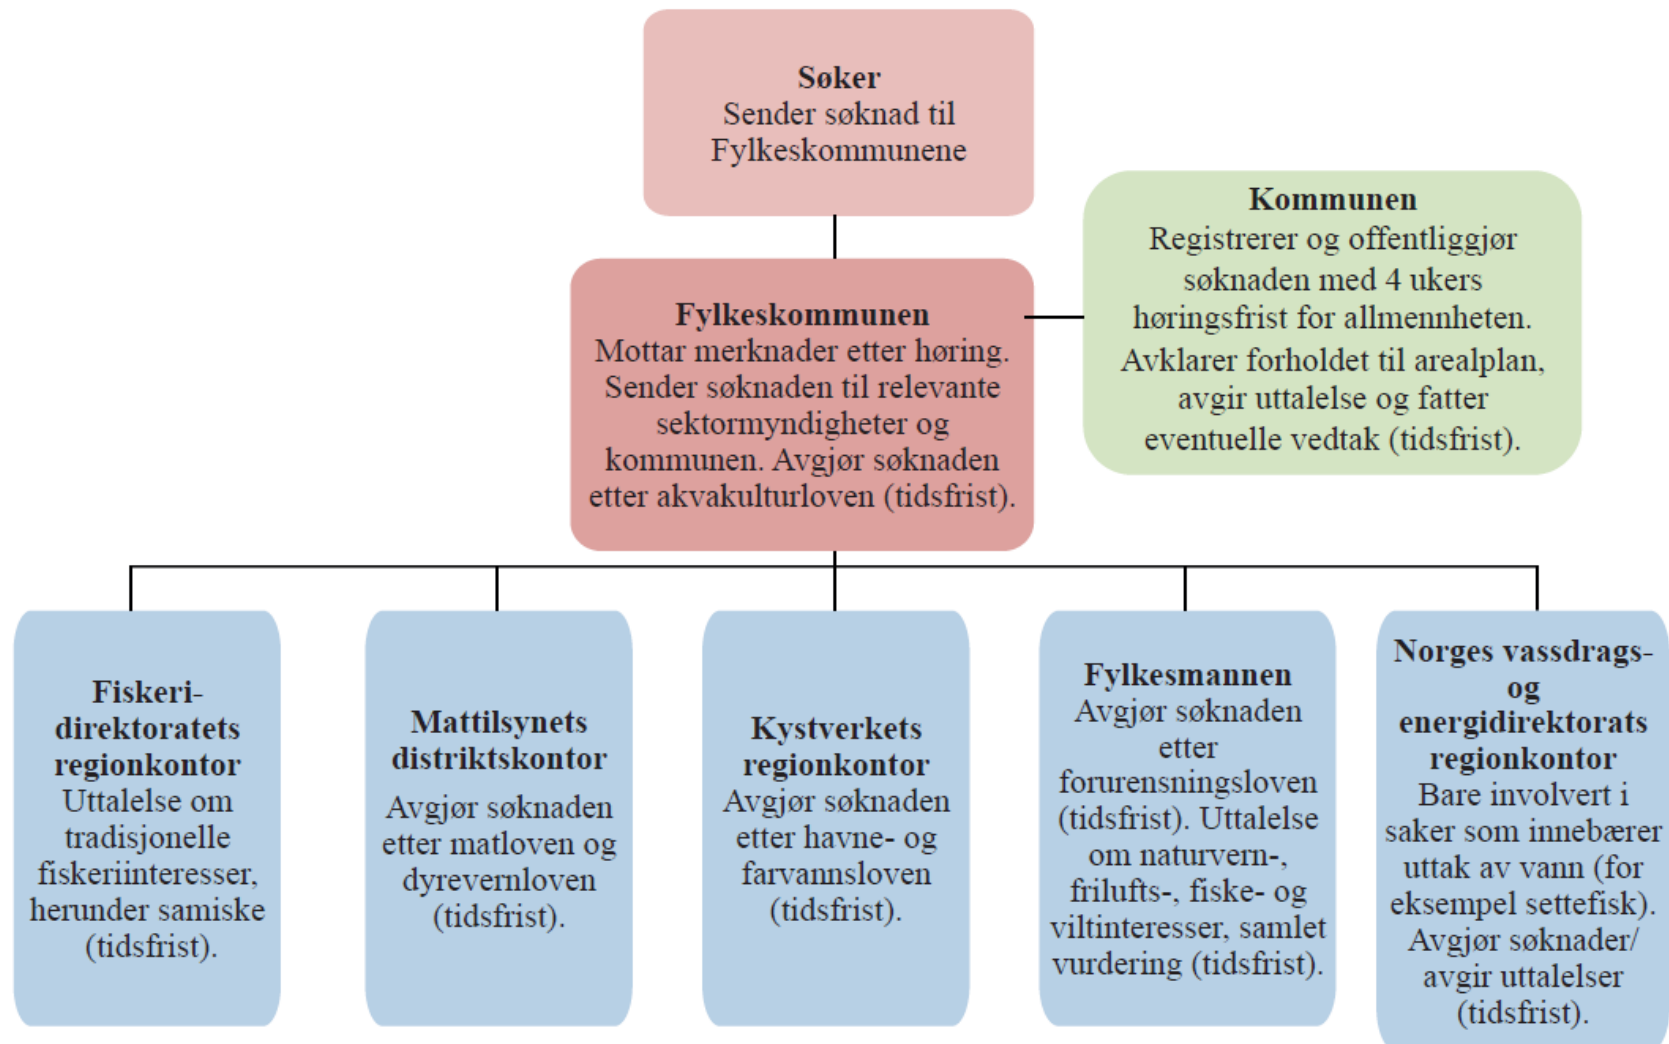 Søker
Sender søknad til
Fylkeskommunene
Kommunen
Registrerer og offentliggjør
søknaden med 4 ukers
høringsfrist for allmennheten.
Avklarer forholdet til arealplan,
avgir uttalelse og fatter
eventuelle vedtak (tidsfrist).
Fylkeskommunen
Mottar merknader etter høring.
Sender søknaden til relevante
sektormyndigheter og
kommunen. Avgjør søknaden
etter akvakulturloven (tidsfrist).
Fiskeri-
direktoratets
regionkontor
Uttalelse om
tradisjonelle
fiskeriinteresser,
herunder samiske
(tidsfrist).
Mattilsynets
distriktskontor
Avgjør søknaden
etter matloven og
dyrevernloven
(tidsfrist).
Kystverkets
regionkontor
Avgjør søknaden
etter havne- og
farvannsloven
(tidsfrist).
Fylkesmannen
Avgjør søknaden
etter
forurensningsloven
(tidsfrist). Uttalelse
om naturvern-,
frilufts-, fiske- og
viltinteresser, samlet
vurdering (tidsfrist).
Norges vassdrags-
og
energidirektorats
regionkontor
Bare involvert i
saker som innebærer
uttak av vann (for
eksempel settefisk).
Avgjør søknader/
avgir uttalelser
(tidsfrist).